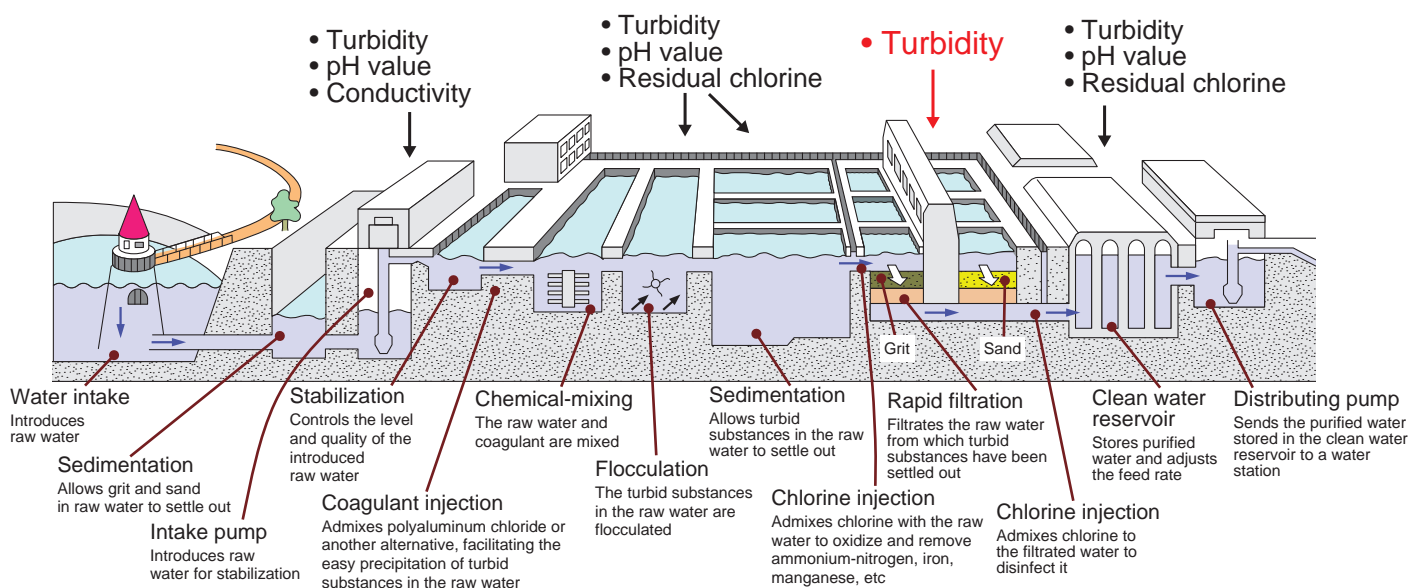 • Turbidity
• pH value
• Conductivity
• Turbidity
• pH value
• Residual chlorine
• Turbidity
• Turbidity
• pH value
• Residual chlorine
Grit
Sand
Water intake
Introduces
raw water
Sedimentation
Allows grit and sand
in raw water to settle out
Intake pump
Introduces raw
water for stabilization
Stabilization
Controls the level
and quality of the
introduced
raw water
Coagulant injection
Admixes polyaluminum chloride or
another alternative, facilitating the
easy precipitation of turbid
substances in the raw water
Chemical-mixing
The raw water and
coagulant are mixed
Flocculation
The turbid substances
in the raw water are
flocculated
Sedimentation
Allows turbid
substances in the raw
water to settle out
Chlorine injection
Admixes chlorine with the raw
water to oxidize and remove
ammonium-nitrogen, iron,
manganese, etc
Rapid filtration
Filtrates the raw water
from which turbid
substances have been
settled out
Chlorine injection
Admixes chlorine to
the filtrated water to
disinfect it
Clean water
reservoir
Stores purified
water and adjusts
the feed rate
Distributing pump
Sends the purified water
stored in the clean water
reservoir to a water
station